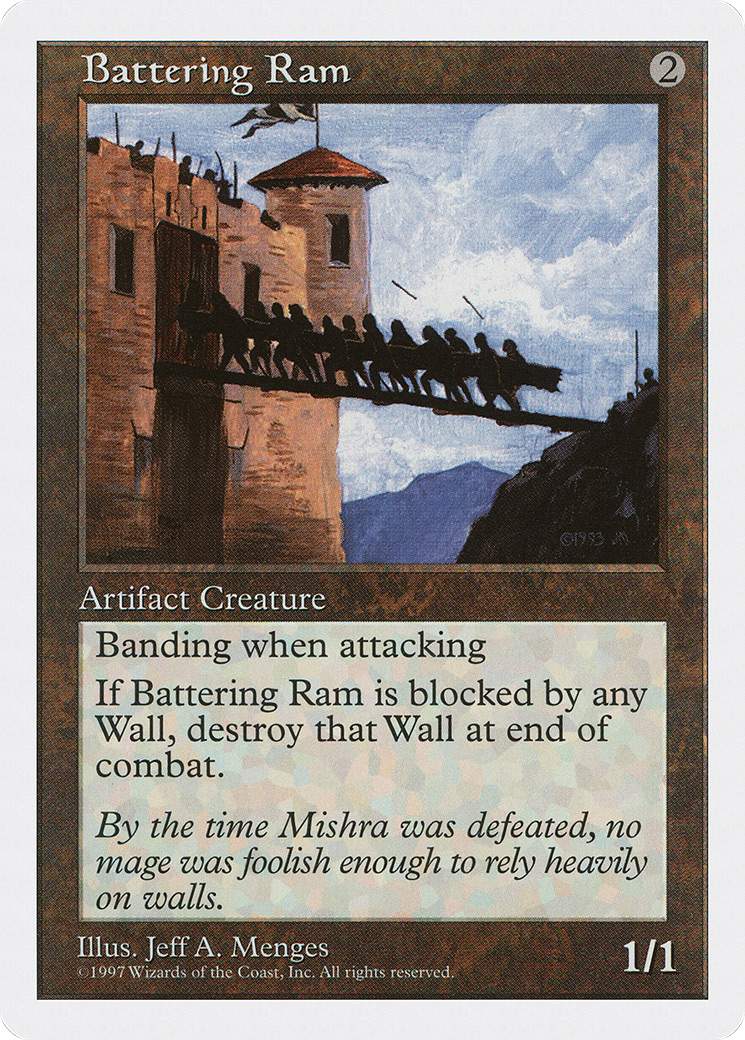 Battering Ram
2
©1993 JM
Artifact Creature
Banding when attacking
If Battering Ram is blocked by any
Wall, destroy that Wall at end of
combat.
By the time Mishra was defeated, no
mage was foolish enough to rely heavily
on walls.
Illus. Jeff A. Menges
1/1
©1997 Wizards of the Coast, Inc. All rights reserved.